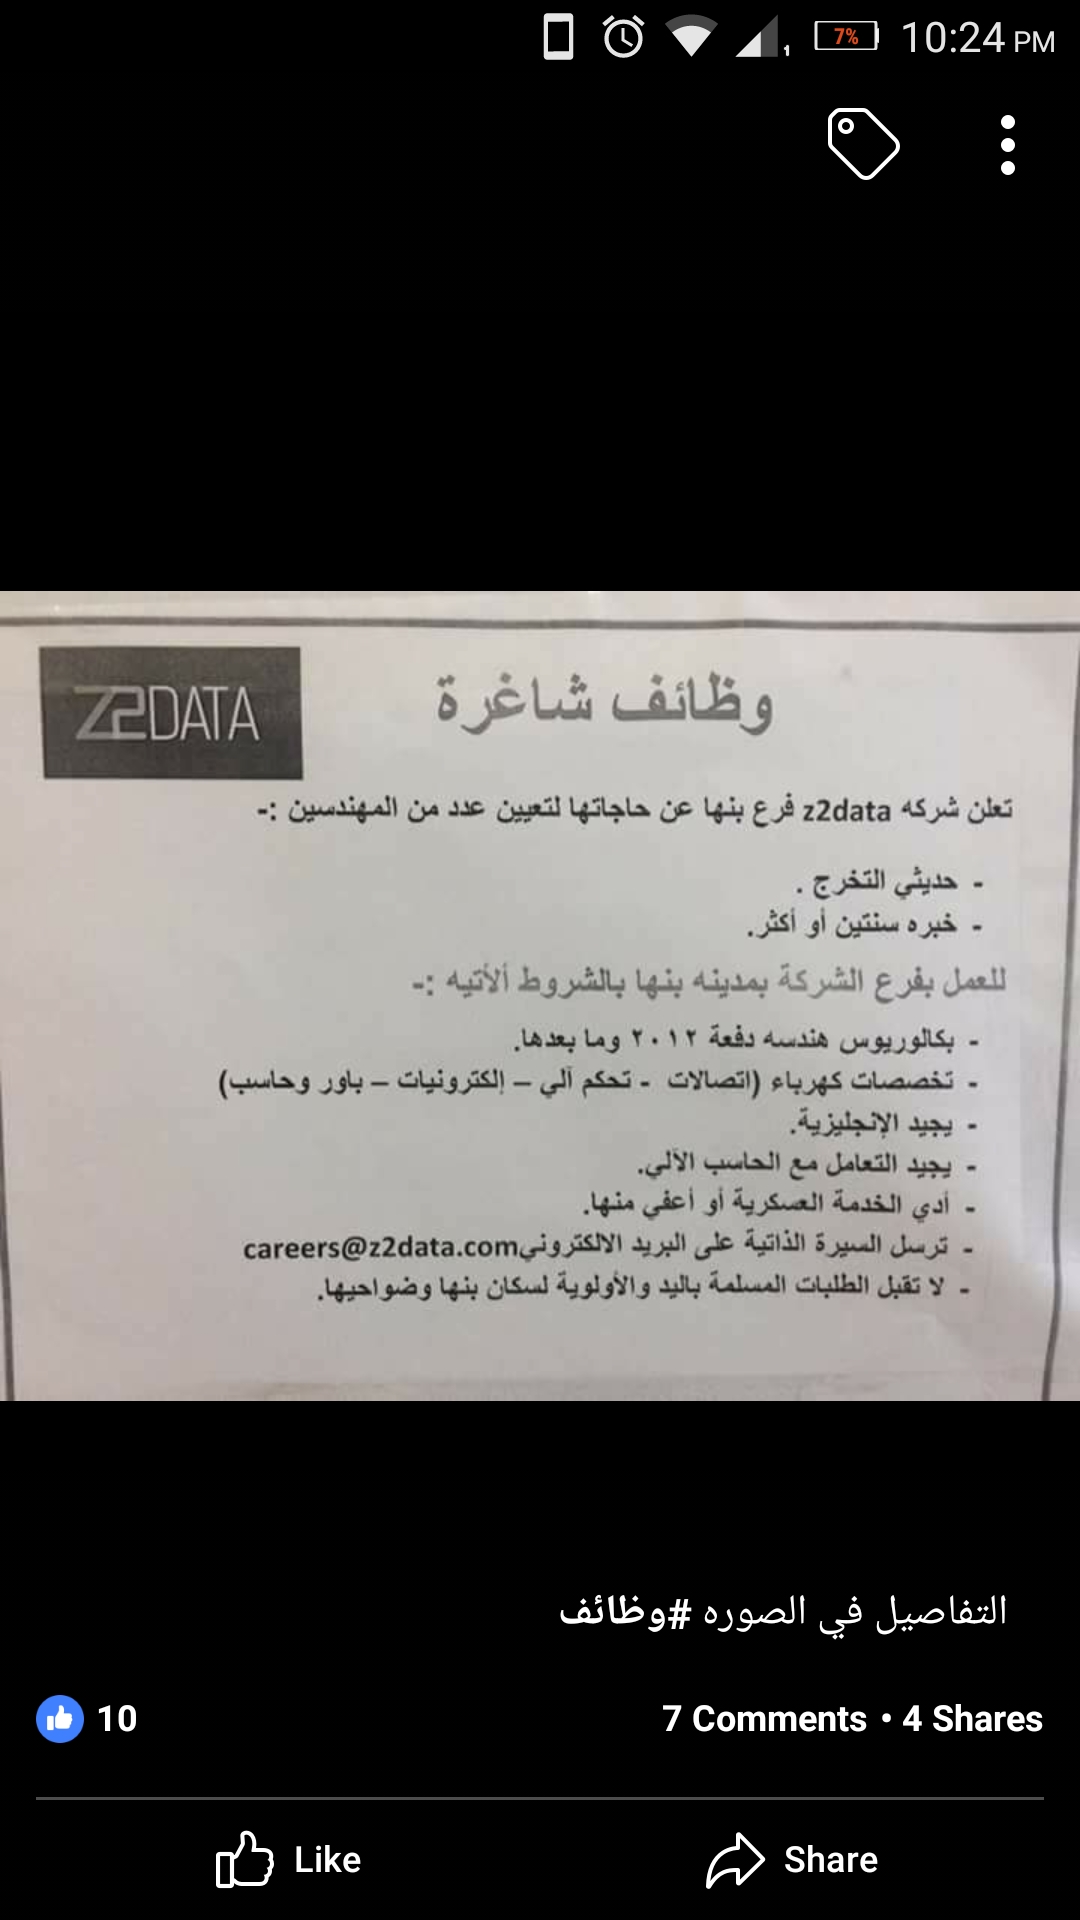 7%
10:24 PM
Z2DATA
وظائف شاغرة
تعلن شركه z2data فرع بنها عن حاجاتها لتعيين عدد من المهندسين :-
- حديثي التخرج .
- خبره سنتين أو أكثر.
للعمل بفرع الشركة بمدينه بنها بالشروط ألأتيه :-
- بكالوريوس هندسه دفعة ٢٠١٢ وما بعدها.
- تخصصات كهرباء (اتصالات - تحكم آلي – إلكترونيات – باور وحاسب)
- يجيد الإنجليزية.
- يجيد التعامل مع الحاسب الآلي.
- أدي الخدمة العسكرية أو أعفي منها.
- ترسل السيرة الذاتية على البريد الالكتروني careers@z2data.com
- لا تقبل الطلبات المسلمة باليد والأولوية لسكان بنها وضواحيها.
التفاصيل في الصوره #وظائف
10
7 Comments • 4 Shares
Like
Share